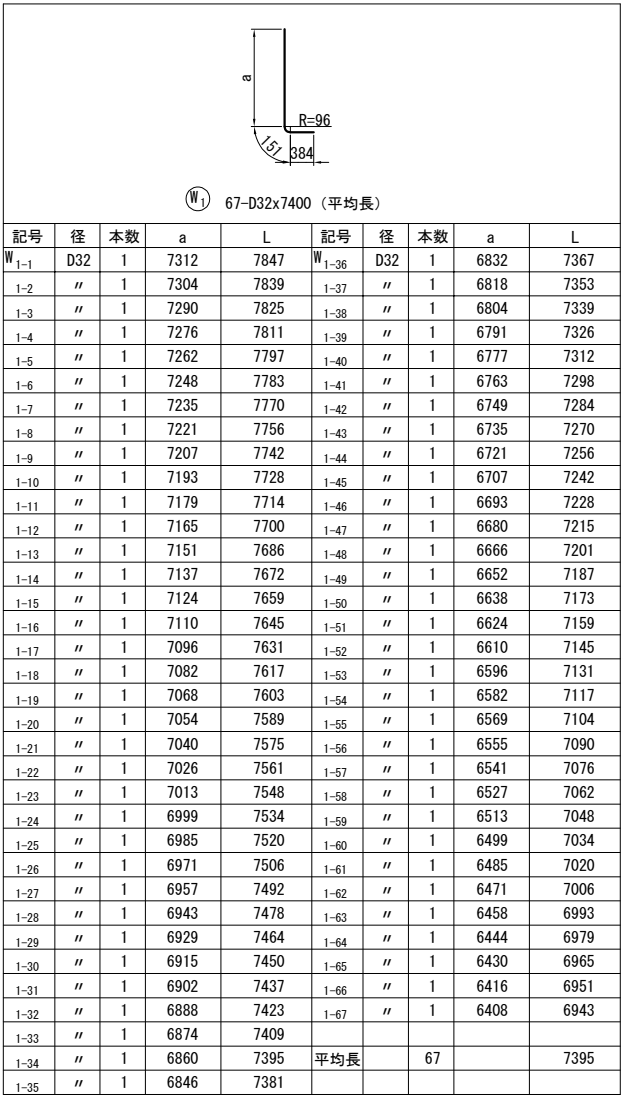 a
R=96
151
384
W1 67-D32x7400 (平均長)
記号 径 本数 a L 記号 径 本数 a L
W1-1 D32 1 7312 7847 W1-36 D32 1 6832 7367
1-2 〃 1 7304 7839 1-37 〃 1 6818 7353
1-3 〃 1 7290 7825 1-38 〃 1 6804 7339
1-4 〃 1 7276 7811 1-39 〃 1 6791 7326
1-5 〃 1 7262 7797 1-40 〃 1 6777 7312
1-6 〃 1 7248 7783 1-41 〃 1 6763 7298
1-7 〃 1 7235 7770 1-42 〃 1 6749 7284
1-8 〃 1 7221 7756 1-43 〃 1 6735 7270
1-9 〃 1 7207 7742 1-44 〃 1 6721 7256
1-10 〃 1 7193 7728 1-45 〃 1 6707 7242
1-11 〃 1 7179 7714 1-46 〃 1 6693 7228
1-12 〃 1 7165 7700 1-47 〃 1 6680 7215
1-13 〃 1 7151 7686 1-48 〃 1 6666 7201
1-14 〃 1 7137 7672 1-49 〃 1 6652 7187
1-15 〃 1 7124 7659 1-50 〃 1 6638 7173
1-16 〃 1 7110 7645 1-51 〃 1 6624 7159
1-17 〃 1 7096 7631 1-52 〃 1 6610 7145
1-18 〃 1 7082 7617 1-53 〃 1 6596 7131
1-19 〃 1 7068 7603 1-54 〃 1 6582 7117
1-20 〃 1 7054 7589 1-55 〃 1 6569 7104
1-21 〃 1 7040 7575 1-56 〃 1 6555 7090
1-22 〃 1 7026 7561 1-57 〃 1 6541 7076
1-23 〃 1 7013 7548 1-58 〃 1 6527 7062
1-24 〃 1 6999 7534 1-59 〃 1 6513 7048
1-25 〃 1 6985 7520 1-60 〃 1 6499 7034
1-26 〃 1 6971 7506 1-61 〃 1 6485 7020
1-27 〃 1 6957 7492 1-62 〃 1 6471 7006
1-28 〃 1 6943 7478 1-63 〃 1 6458 6993
1-29 〃 1 6929 7464 1-64 〃 1 6444 6979
1-30 〃 1 6915 7450 1-65 〃 1 6430 6965
1-31 〃 1 6902 7437 1-66 〃 1 6416 6951
1-32 〃 1 6888 7423 1-67 〃 1 6408 6943
1-33 〃 1 6874 7409
1-34 〃 1 6860 7395 平均長 67 7395
1-35 〃 1 6846 7381